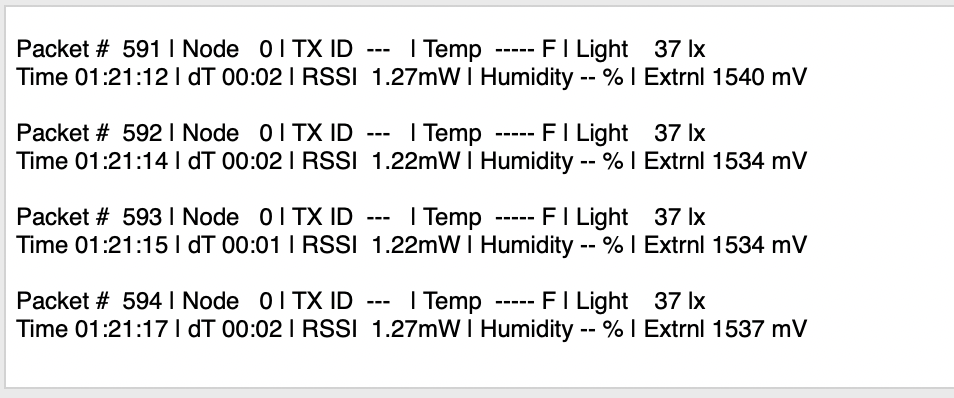 Packet #  591 | Node   0 | TX ID  ---   | Temp  ----- F | Light    37 lx
Time 01:21:12 | dT 00:02 | RSSI  1.27mW | Humidity -- % | Extrnl 1540 mV
Packet #  592 | Node   0 | TX ID  ---   | Temp  ----- F | Light    37 lx
Time 01:21:14 | dT 00:02 | RSSI  1.22mW | Humidity -- % | Extrnl 1534 mV
Packet #  593 | Node   0 | TX ID  ---   | Temp  ----- F | Light    37 lx
Time 01:21:15 | dT 00:01 | RSSI  1.22mW | Humidity -- % | Extrnl 1534 mV
Packet #  594 | Node   0 | TX ID  ---   | Temp  ----- F | Light    37 lx
Time 01:21:17 | dT 00:02 | RSSI  1.27mW | Humidity -- % | Extrnl 1537 mV